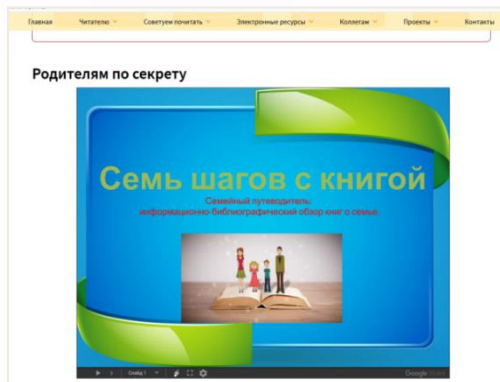 Главная Читателю Советуем почитать Электронные ресурсы Коллегам Проекты Контакты
Родителям по секрету
Семь шагов с книгой
Семейный путеводитель:
информационно-библиографический обзор книг о семье.
Слайд 1 Google Slides